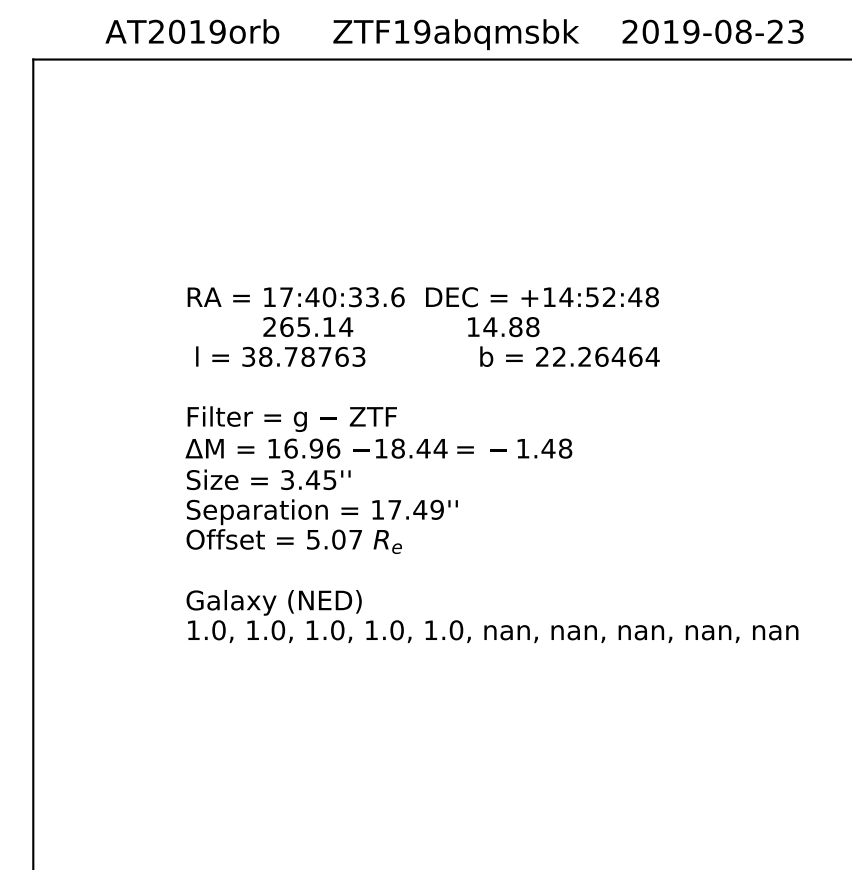 AT2019orb ZTF19abqmsbk 2019-08-23
RA = 17:40:33.6 DEC = +14:52:48
265.14 14.88
l = 38.78763 b = 22.26464
Filter = g − ZTF
ΔM = 16.96 −18.44 = − 1.48
Size = 3.45''
Separation = 17.49''
Offset = 5.07 Re
Galaxy (NED)
1.0, 1.0, 1.0, 1.0, 1.0, nan, nan, nan, nan, nan